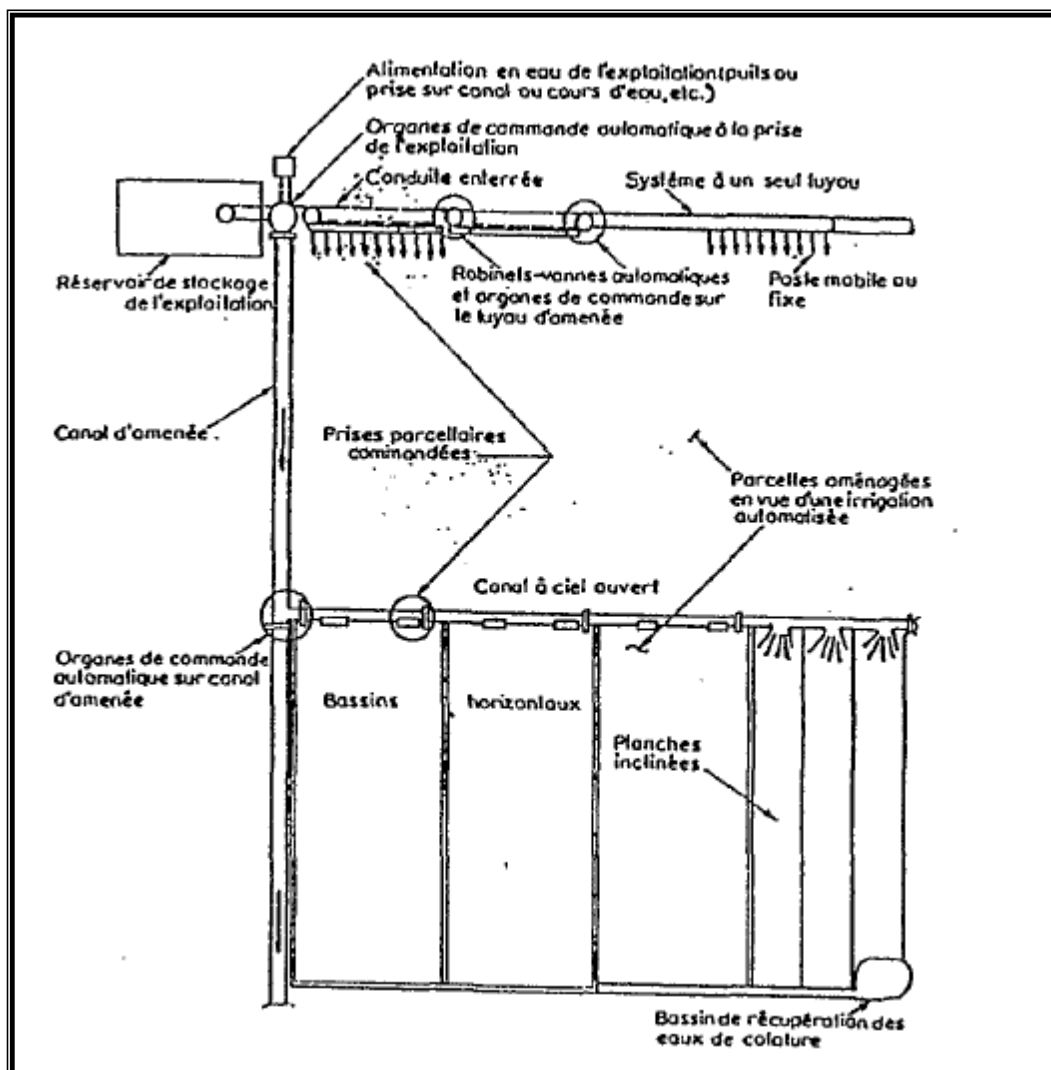 Alimentation en eau de l'exploitation (puits ou
prise sur canal ou cours d'eau, etc.)
Organes de commande automatique à la prise
de l'exploitation
Conduite enterrée
Système à un seul tuyau
Réservoir de stockage
de l'exploitation
Robinets-vannes automatiques
et organes de commande sur
le tuyau d'amenée
Poste mobile ou
fixe
Canal d'amenée.
Prises parcellaires
commandées
Parcelles aménagées
en vue d'une irrigation
automatisée
Canal à ciel ouvert
Organes de commande
automatique sur canal
d'amenée
Bassins
horizontaux
Planches
inclinées
Bassin de récupération des
eaux de colature